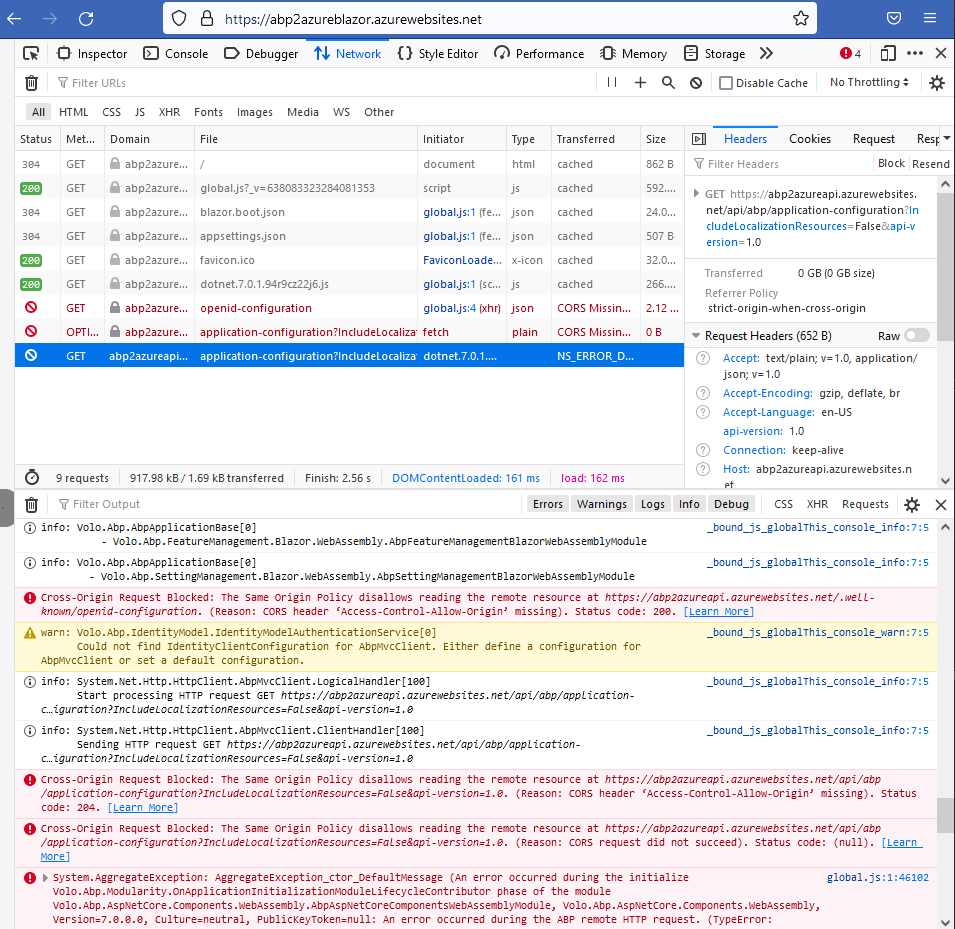 https://abp2azureblazor.azurewebsites.net
Inspector Console Debugger Network Style Editor Performance Memory Storage 4
Filter URLs Disable Cache No Throttling
All HTML CSS JS XHR Fonts Images Media WS Other
Status Met... Domain File Initiator Type Transferred Size
304 GET abp2azure... / document html cached 862 B
200 GET abp2azure... global.js?_v=638083323284081353 script js cached 592....
304 GET abp2azure... blazor.boot.json global.js:1 (fe... json cached 24.0...
304 GET abp2azure... appsettings.json global.js:1 (fe... json cached 507 B
200 GET abp2azure... favicon.ico FaviconLoade... x-icon cached 32.0...
200 GET abp2azure... dotnet.7.0.1.94r9cz22j6.js global.js:1 (sc... js cached 266....
GET abp2azure... openid-configuration global.js:4 (xhr) json CORS Missin... 2.12 ...
OPTI... abp2azure... application-configuration?IncludeLocaliza fetch plain CORS Missin... 0 B
GET abp2azureapi... application-configuration?IncludeLocaliza dotnet.7.0.1.... NS_ERROR_D...
9 requests 917.98 kB / 1.69 kB transferred Finish: 2.56 s DOMContentLoaded: 161 ms load: 162 ms
Headers Cookies Request Resp
Filter Headers Block Resend
GET https://abp2azureapi.azurewebsites.
net/api/abp/application-configuration?In
cludeLocalizationResources=False&api-v
ersion=1.0
Transferred 0 GB (0 GB size)
Referrer Policy
strict-origin-when-cross-origin
Request Headers (652 B) Raw
Accept: text/plain; v=1.0, application/
json; v=1.0
Accept-Encoding: gzip, deflate, br
Accept-Language: en-US
api-version: 1.0
Connection: keep-alive
Host: abp2azureapi.azurewebsites.n
et
Filter Output Errors Warnings Logs Info Debug CSS XHR Requests
info: Volo.Abp.AbpApplicationBase[0] _bound_js_globalThis_console_info:7:5
- Volo.Abp.FeatureManagement.Blazor.WebAssembly.AbpFeatureManagementBlazorWebAssemblyModule
info: Volo.Abp.AbpApplicationBase[0] _bound_js_globalThis_console_info:7:5
- Volo.Abp.SettingManagement.Blazor.WebAssembly.AbpSettingManagementBlazorWebAssemblyModule
Cross-Origin Request Blocked: The Same Origin Policy disallows reading the remote resource at https://abp2azureapi.azurewebsites.net/.well-
known/openid-configuration. (Reason: CORS header ‘Access-Control-Allow-Origin’ missing). Status code: 200. [Learn More]
warn: Volo.Abp.IdentityModel.IdentityModelAuthenticationService[0] _bound_js_globalThis_console_warn:7:5
Could not find IdentityClientConfiguration for AbpMvcClient. Either define a configuration for
AbpMvcClient or set a default configuration.
info: System.Net.Http.HttpClient.AbpMvcClient.LogicalHandler[100] _bound_js_globalThis_console_info:7:5
Start processing HTTP request GET https://abp2azureapi.azurewebsites.net/api/abp/application-
c…iguration?IncludeLocalizationResources=False&api-version=1.0
info: System.Net.Http.HttpClient.AbpMvcClient.ClientHandler[100] _bound_js_globalThis_console_info:7:5
Sending HTTP request GET https://abp2azureapi.azurewebsites.net/api/abp/application-
c…iguration?IncludeLocalizationResources=False&api-version=1.0
Cross-Origin Request Blocked: The Same Origin Policy disallows reading the remote resource at https://abp2azureapi.azurewebsites.net/api/abp
/application-configuration?IncludeLocalizationResources=False&api-version=1.0. (Reason: CORS header ‘Access-Control-Allow-Origin’ missing). Status
code: 204. [Learn More]
Cross-Origin Request Blocked: The Same Origin Policy disallows reading the remote resource at https://abp2azureapi.azurewebsites.net/api/abp
/application-configuration?IncludeLocalizationResources=False&api-version=1.0. (Reason: CORS request did not succeed). Status code: (null). [Learn
More]
System.AggregateException: AggregateException_ctor_DefaultMessage (An error occurred during the initialize global.js:1:46102
Volo.Abp.Modularity.OnApplicationInitializationModuleLifecycleContributor phase of the module
Volo.Abp.AspNetCore.Components.WebAssembly.AbpAspNetCoreComponentsWebAssemblyModule, Volo.Abp.AspNetCore.Components.WebAssembly,
Version=7.0.0.0, Culture=neutral, PublicKeyToken=null: An error occurred during the ABP remote HTTP request. (TypeError: